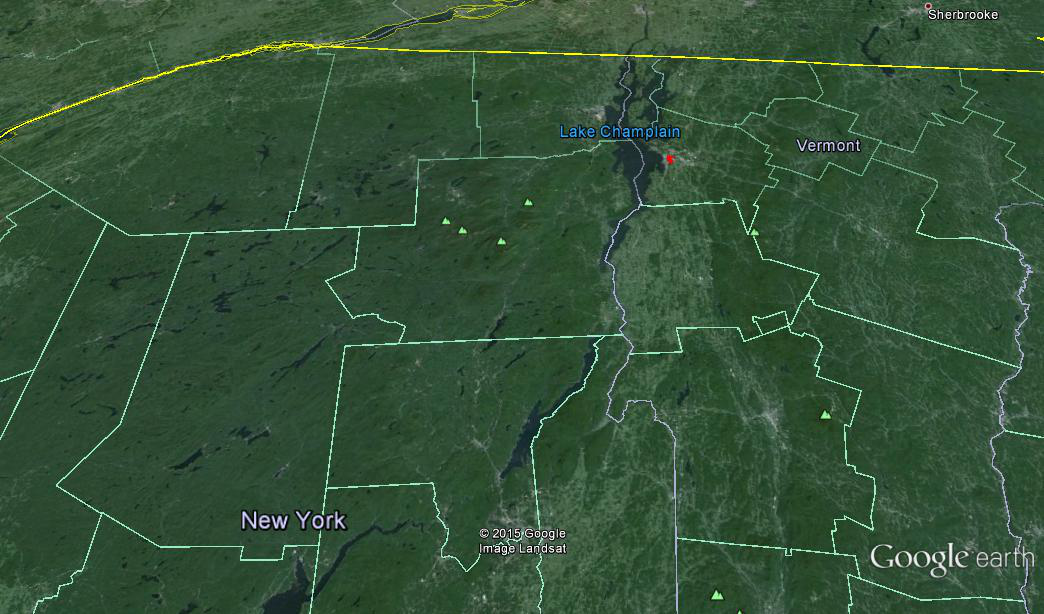 Sherbrooke
Lake Champlain
Vermont
New York
© 2015 Google
Image Landsat
Google earth